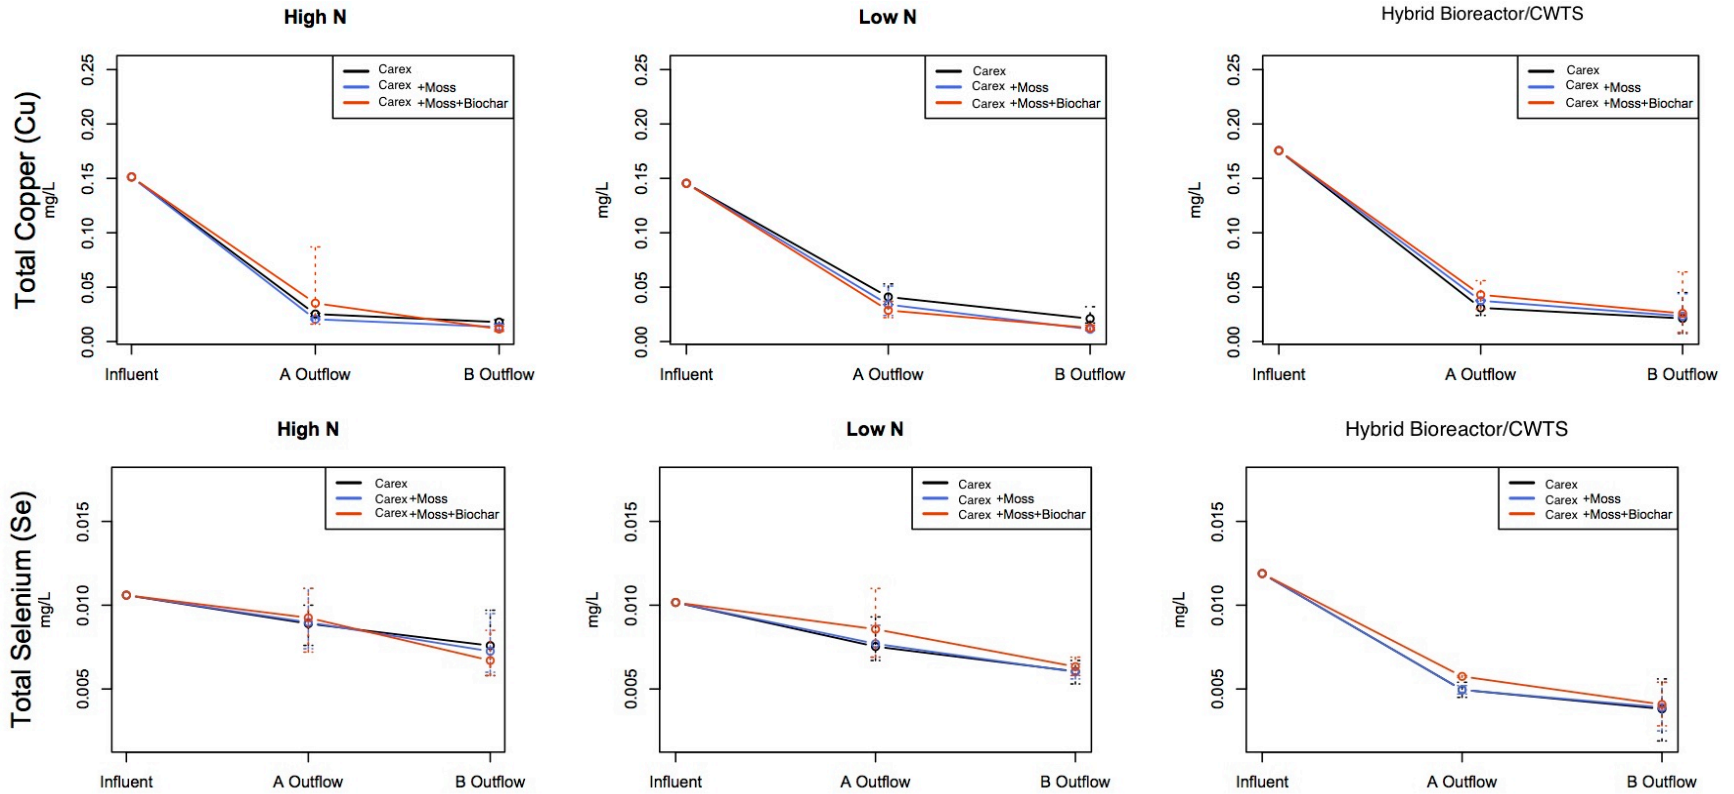 High N
Low N
Hybrid Bioreactor/CWTS
Total Copper (Cu)
mg/L
0.25
0.20
0.15
0.10
0.05
0.00
Carex
Carex +Moss
Carex +Moss+Biochar
Influent
A Outflow
B Outflow
mg/L
0.25
0.20
0.15
0.10
0.05
0.00
Carex
Carex +Moss
Carex +Moss+Biochar
Influent
A Outflow
B Outflow
mg/L
0.25
0.20
0.15
0.10
0.05
0.00
Carex
Carex +Moss
Carex +Moss+Biochar
Influent
A Outflow
B Outflow
High N
Low N
Hybrid Bioreactor/CWTS
Total Selenium (Se)
mg/L
0.015
0.010
0.005
Carex
Carex +Moss
Carex +Moss+Biochar
Influent
A Outflow
B Outflow
mg/L
0.015
0.010
0.005
Carex
Carex +Moss
Carex +Moss+Biochar
Influent
A Outflow
B Outflow
mg/L
0.015
0.010
0.005
Carex
Carex +Moss
Carex +Moss+Biochar
Influent
A Outflow
B Outflow